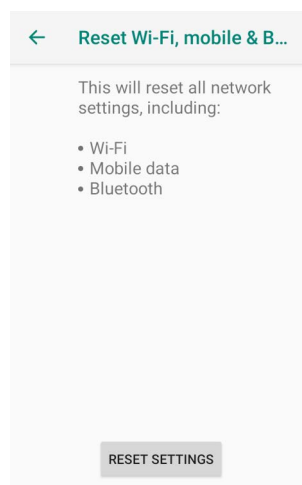 Reset Wi-Fi, mobile & B...
This will reset all network
settings, including:
• Wi-Fi
• Mobile data
• Bluetooth
RESET SETTINGS